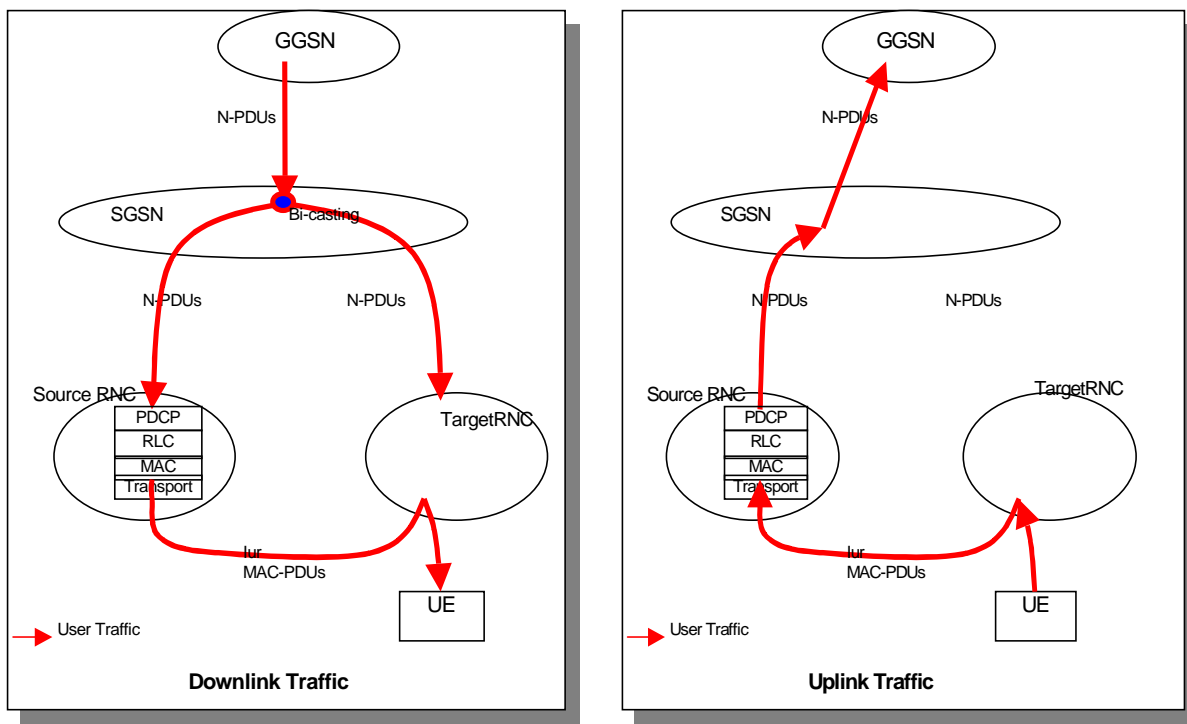 GGSN
N-PDUs
SGSN
Bi-casting
N-PDUs
N-PDUs
Source RNC
TargetRNC
PDCP
RLC
MAC
Transport
Iur
MAC-PDUs
UE
User Traffic
Downlink Traffic
GGSN
N-PDUs
SGSN
N-PDUs
N-PDUs
Source RNC
TargetRNC
PDCP
RLC
MAC
Transport
Iur
MAC-PDUs
UE
User Traffic
Uplink Traffic